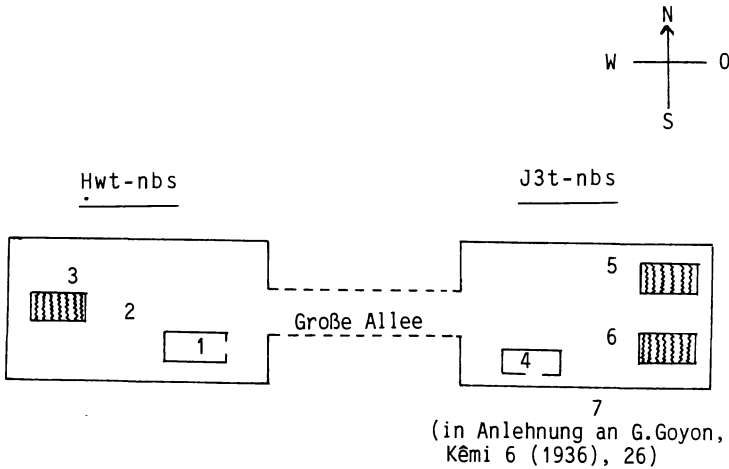 N
W O
S
Ḥwt-nbs J3t-nbs
3 5
2
Große Allee 6
1 4
7
(in Anlehnung an G.Goyon,
Kêmi 6 (1936), 26)